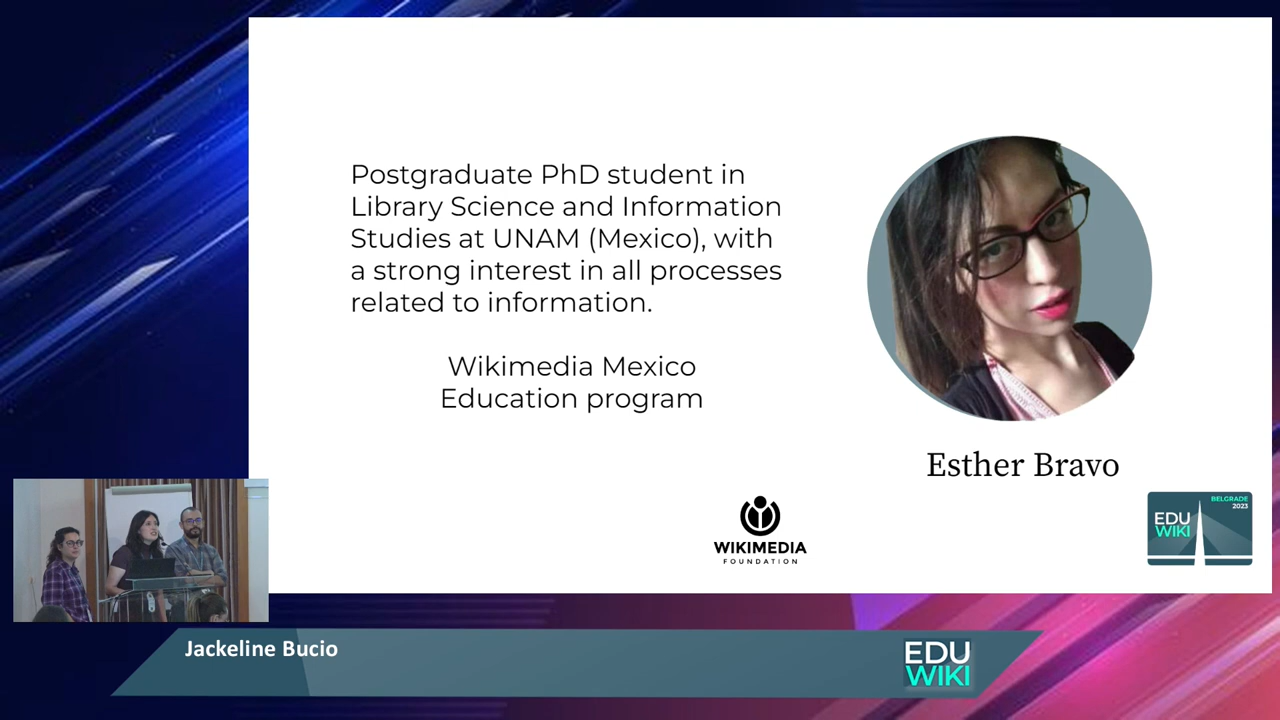 Postgraduate PhD student in
Library Science and Information
Studies at UNAM (Mexico), with
a strong interest in all processes
related to information.
Wikimedia Mexico
Education program
Esther Bravo
WIKIMEDIA
FOUNDATION
BELGRADE
2023
EDU
WIKI
Jackeline Bucio
EDU
WIKI